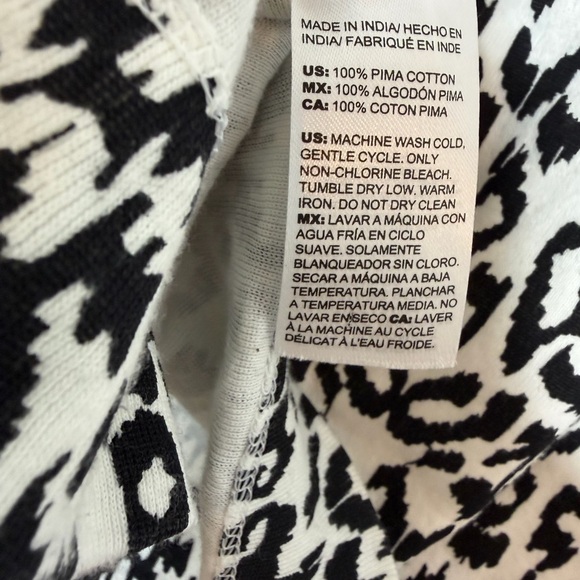 MADE IN INDIA/ HECHO EN
INDIA/ FABRIQUÉ EN INDE
US: 100% PIMA COTTON
MX: 100% ALGODÓN PIMA
CA: 100% COTON PIMA
US: MACHINE WASH COLD,
GENTLE CYCLE. ONLY
NON-CHLORINE BLEACH.
TUMBLE DRY LOW. WARM
IRON. DO NOT DRY CLEAN
MX: LAVAR A MÁQUINA CON
AGUA FRÍA EN CICLO
SUAVE. SOLAMENTE
BLANQUEADOR SIN CLORO.
SECAR A MÁQUINA A BAJA
TEMPERATURA. PLANCHAR
A TEMPERATURA MEDIA. NO
LAVAR EN SECO CA: LAVER
À LA MACHINE AU CYCLE
DÉLICAT À L'EAU FROIDE.